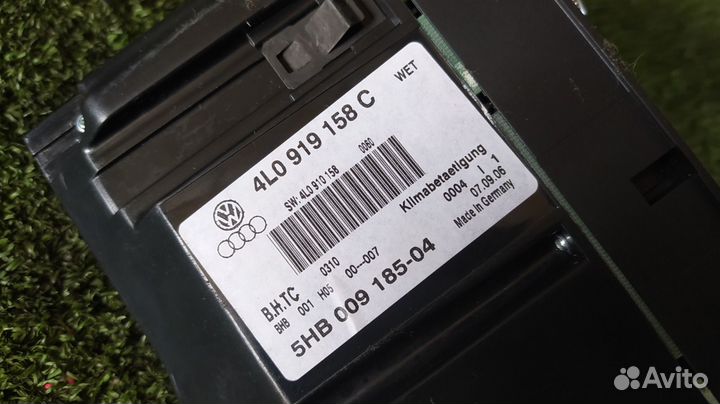 4L0 919 158 C
WET
SW: 4L0 910 158 0060
Klimabetaetigung
0004 1 1
07.09.06
Made in Germany
B.H.TC 0310
BHB 001 H05 00--007
5HB 009 185-04
Avito